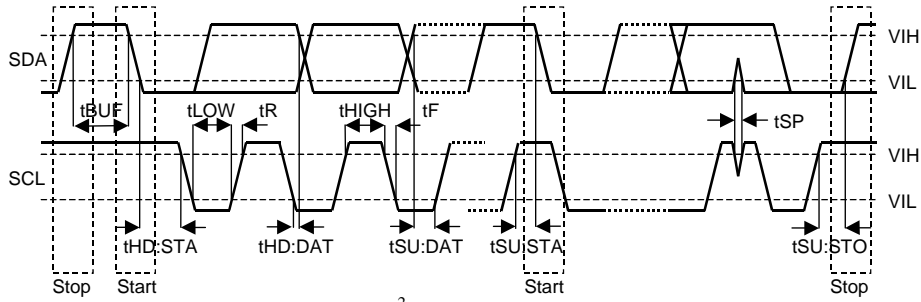 SDA
VIH
VIL
tBUF
tLOW
tR
tHIGH
tF
tSP
SCL
VIH
VIL
tHD:STA
tHD:DAT
tSU:DAT
tSU:STA
tSU:STO
Stop
Start
Start
Stop
2